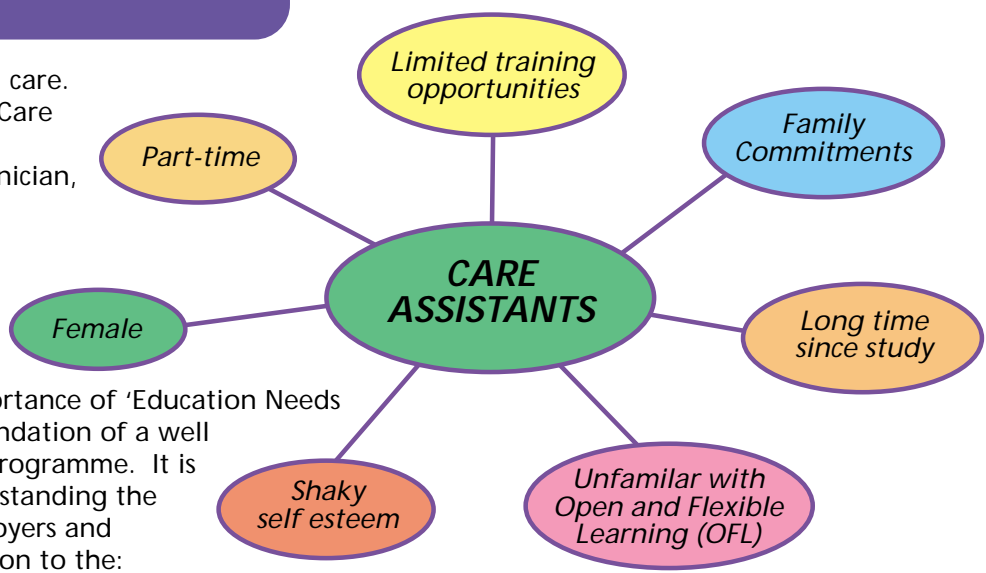 care.
Care
nician,
Limited training
opportunities
Part-time
Family
Commitments
CARE
ASSISTANTS
Female
Long time
since study
ortance of 'Education Needs
ndation of a well
rogramme. It is
standing the
oyers and
on to the:
Shaky
self esteem
Unfamilar with
Open and Flexible
Learning (OFL)